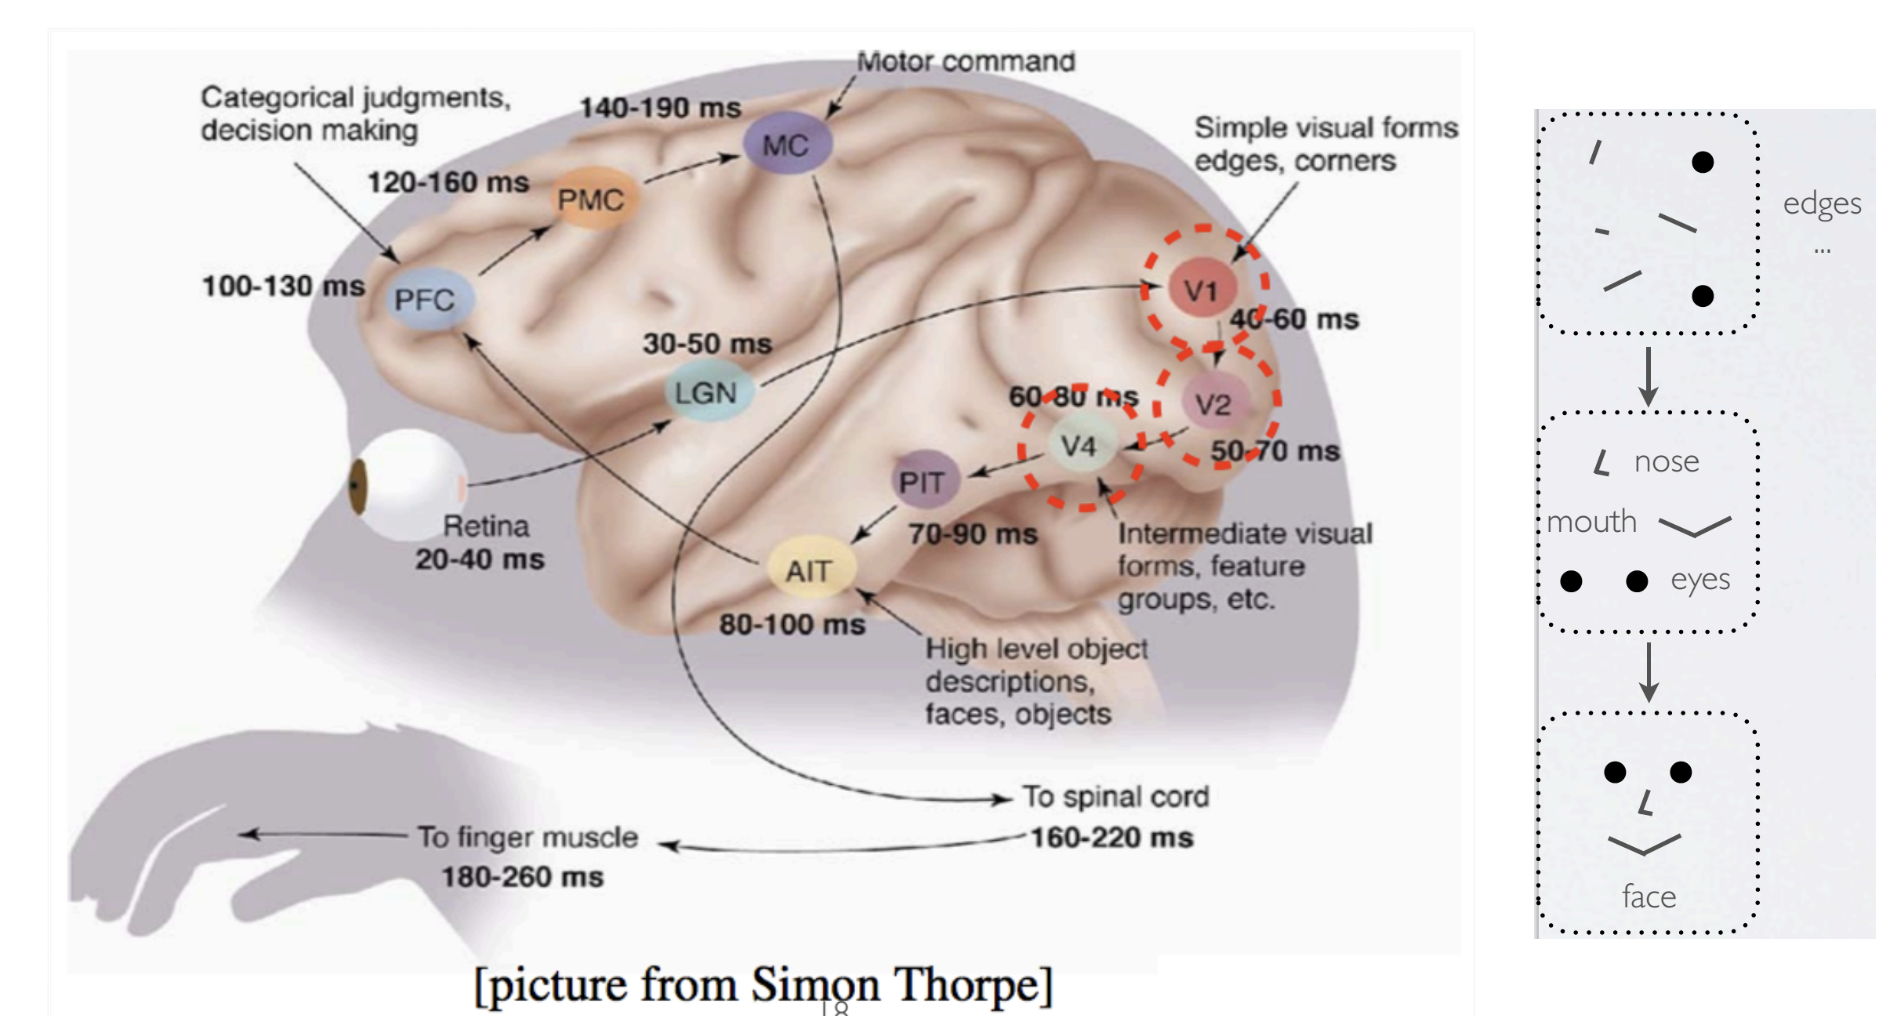 Motor command
Categorical judgments,
decision making
140-190 ms
MC
Simple visual forms
edges, corners
120-160 ms
PMC
100-130 ms
PFC
V1
40-60 ms
30-50 ms
LGN
60-80 ms
V2
V4
50-70 ms
PIT
Retina
20-40 ms
70-90 ms
Intermediate visual
forms, feature
groups, etc.
AIT
80-100 ms
High level object
descriptions,
faces, objects
To spinal cord
160-220 ms
To finger muscle
180-260 ms
[picture from Simon Thorpe]
18
edges
...
nose
mouth
eyes
face